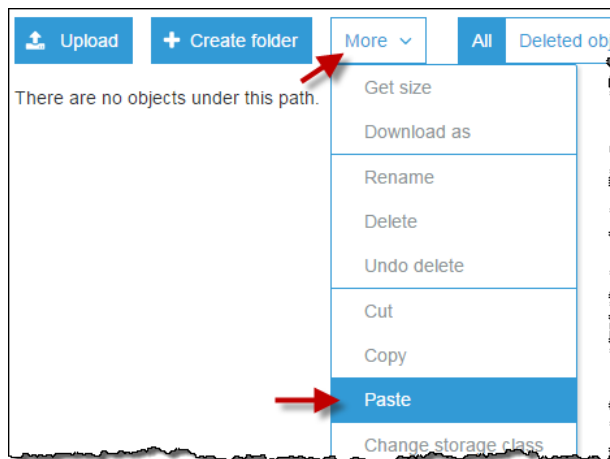 Upload
Create folder
More
All
Deleted
There are no objects under this path.
Get size
Download as
Rename
Delete
Undo delete
Cut
Copy
Paste
Change storage class